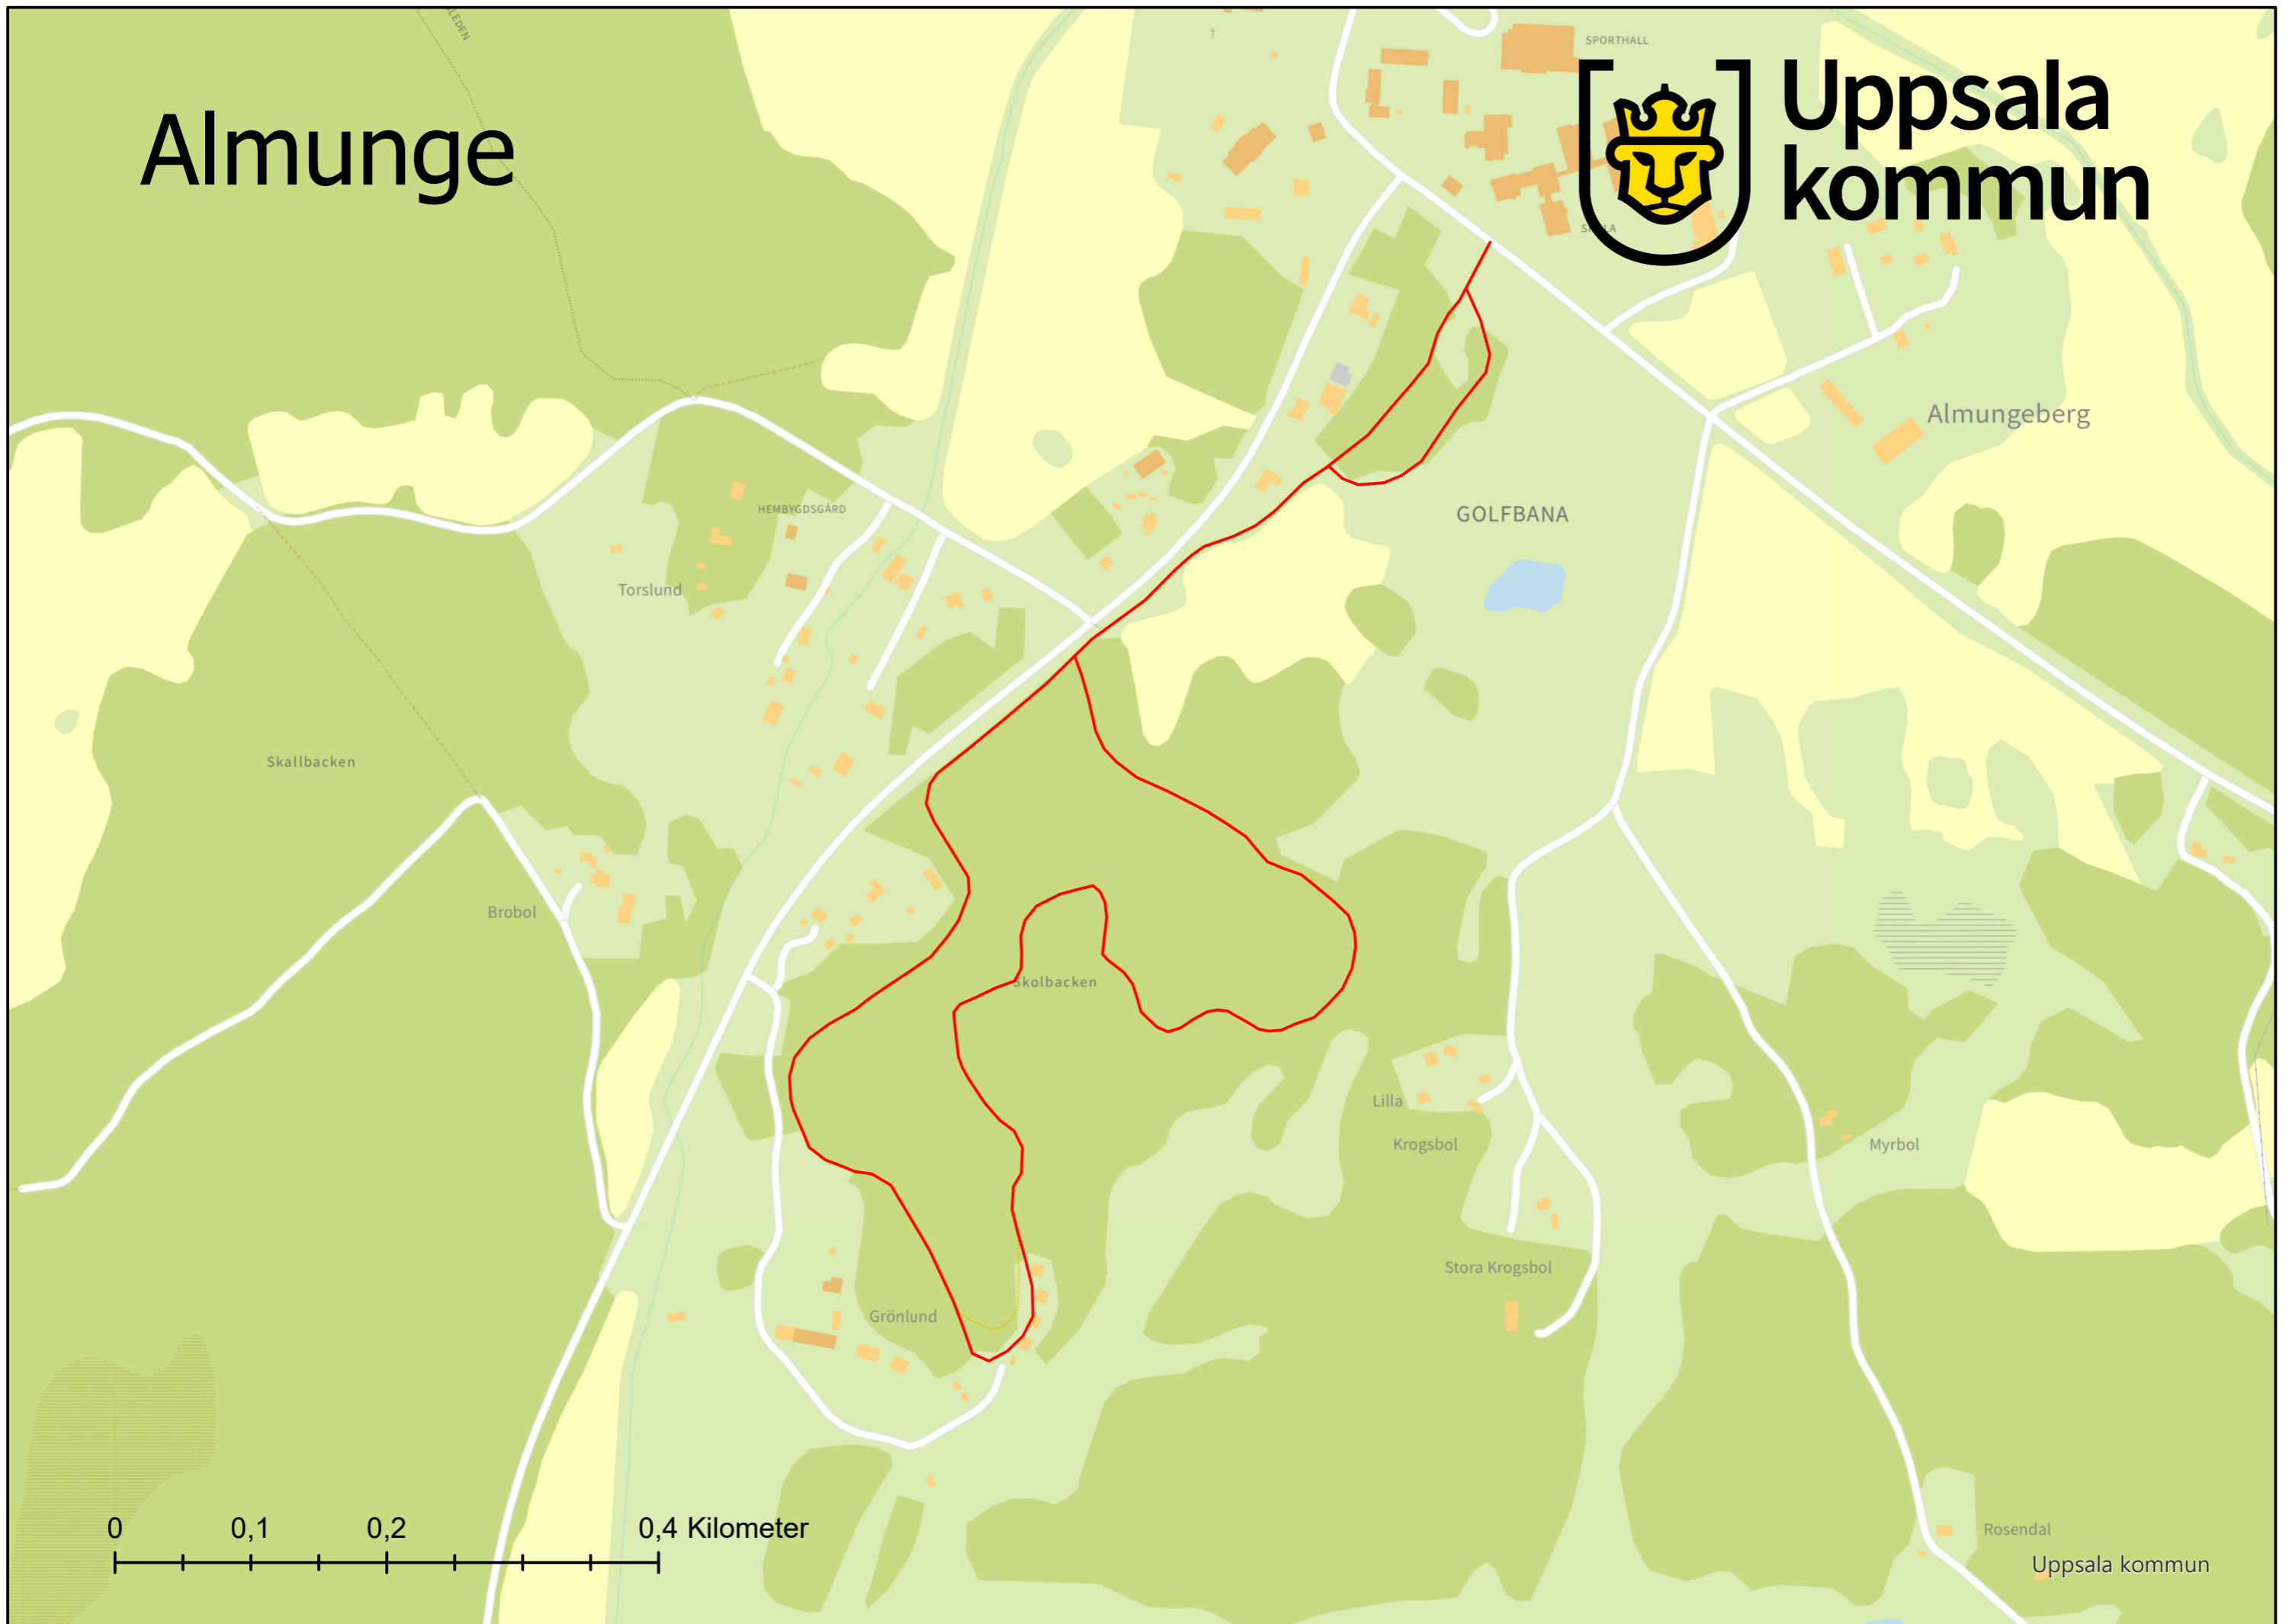 LEDEN
SPORTHALL
Almunge
Uppsala
kommun
Almungeberg
HEMBYGDSGÅRD
GOLFBANA
Torslund
Skallbacken
Brobol
Skolbacken
Lilla
Krogsbol
Myrbol
Stora Krogsbol
Grönlund
0 0,1 0,2 0,4 Kilometer
Rosendal
Uppsala kommun